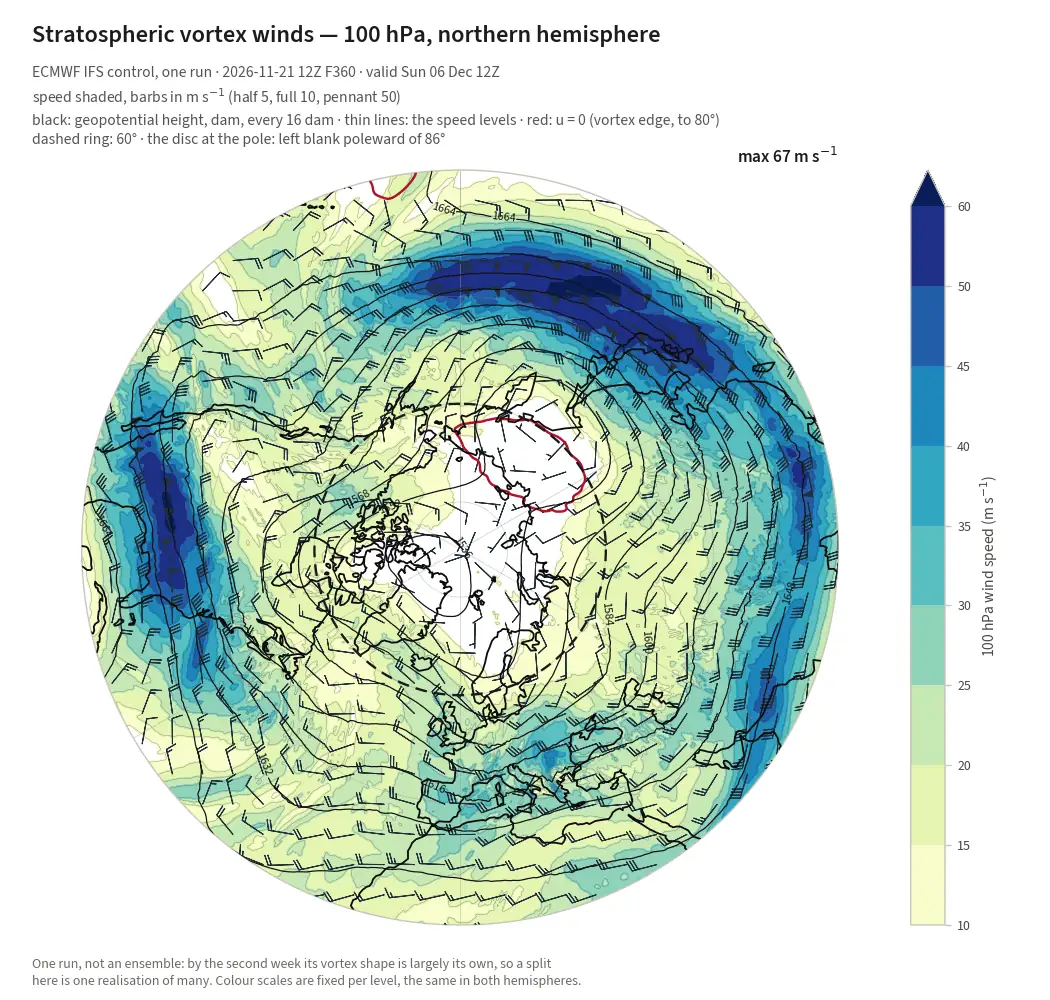 Stratospheric vortex winds — 100 hPa, northern hemisphere
ECMWF IFS control, one run · 2026-11-21 12Z F360 · valid Sun 06 Dec 12Z
speed shaded, barbs in m s⁻¹ (half 5, full 10, pennant 50)
black: geopotential height, dam, every 16 dam · thin lines: the speed levels · red: u = 0 (vortex edge, to 80°)
dashed ring: 60° · the disc at the pole: left blank poleward of 86°
max 67 m s⁻¹
1664
1664
60
50
45
40
35
30
25
20
15
10
100 hPa wind speed (m s⁻¹)
1568
1648
1584
1632
One run, not an ensemble: by the second week its vortex shape is largely its own, so a split
here is one realisation of many. Colour scales are fixed per level, the same in both hemispheres.